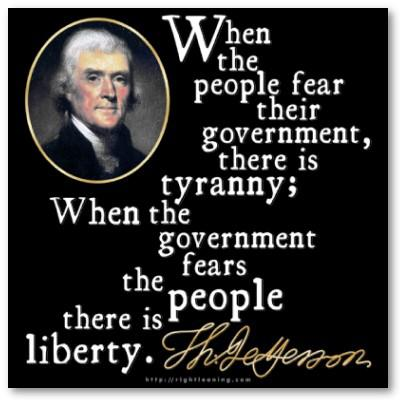 When
the
people fear
their
government,
there is
tyranny;
When the
government
fears
the people
there is
liberty. Th. Jefferson
http://rightleaning.com